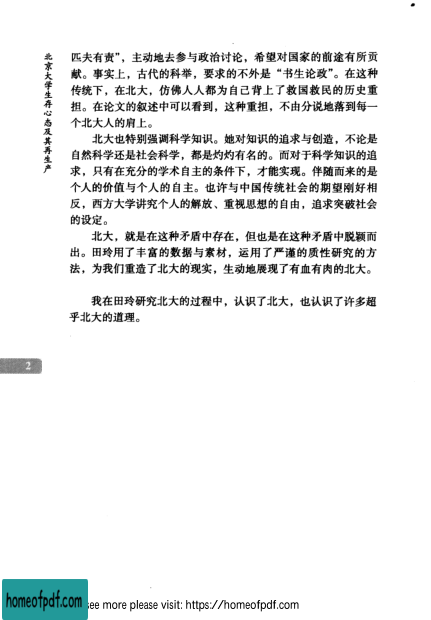 北京大学生存心态及其再生产
匹夫有责”，主动地去参与政治讨论，希望对国家的前途有所贡
献。事实上，古代的科举，要求的不外是“书生论政”。在这种
传统下，在北大，仿佛人人都为自己背上了救国救民的历史重
担。在论文的叙述中可以看到，这种重担，不由分说地落到每一
个北大人的肩上。
北大也特别强调科学知识。她对知识的追求与创造，不论是
自然科学还是社会科学，都是灼灼有名的。而对于科学知识的追
求，只有在充分的学术自主的条件下，才能实现。伴随而来的是
个人的价值与个人的自主。也许与中国传统社会的期望刚好相
反，西方大学讲究个人的解放、重视思想的自由，追求突破社会
的设定。
北大，就是在这种矛盾中存在，但也是在这种矛盾中脱颖而
出。田玲用了丰富的数据与素材，运用了严谨的质性研究的方
法，为我们重造了北大的现实，生动地展现了有血有肉的北大。
我在田玲研究北大的过程中，认识了北大，也认识了许多超
乎北大的道理。
2
homeofpdf.com
see more please visit: https://homeofpdf.com